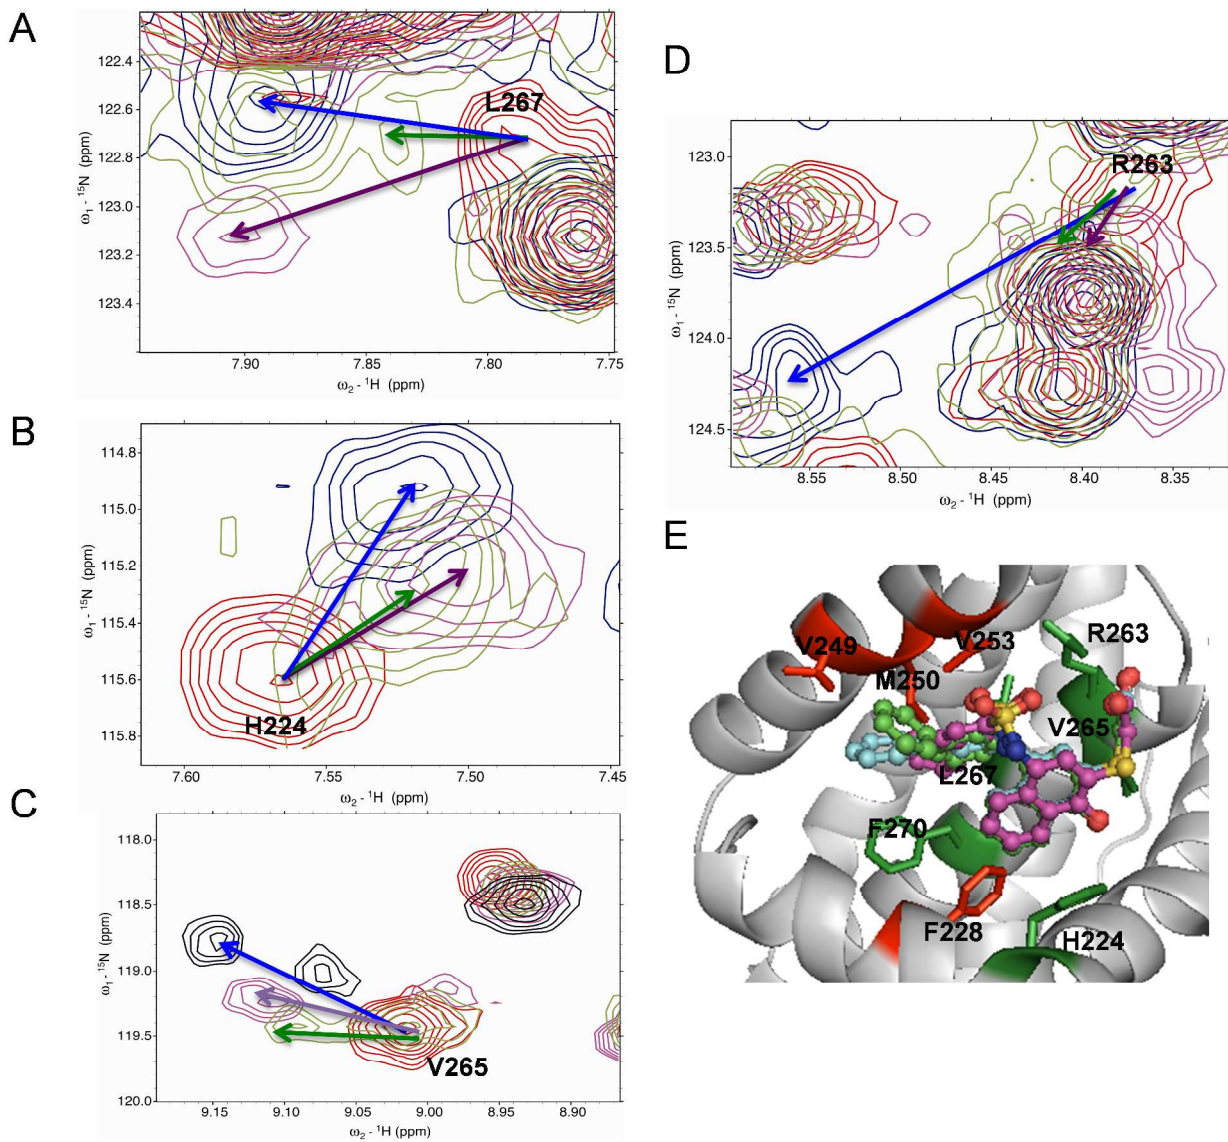 A
122.4
122.6
122.8
123.0
123.2
123.4
ω1 - 15N (ppm)
L267
7.90
7.80
7.75
ω2 - 1H (ppm)
B
114.8
115.0
115.2
115.4
115.6
115.8
ω1 - 15N (ppm)
H224
7.60
7.55
7.50
7.45
ω2 - 1H (ppm)
C
118.0
118.5
119.0
119.5
120.0
ω1 - 15N (ppm)
V265
9.15
9.10
9.05
9.00
8.95
8.90
ω2 - 1H (ppm)
D
123.0
123.5
124.0
124.5
ω1 - 15N (ppm)
R263
8.55
8.50
8.45
8.40
8.35
ω2 - 1H (ppm)
E
R263
V249
V253
M250
V265
L267
F270
F228
H224